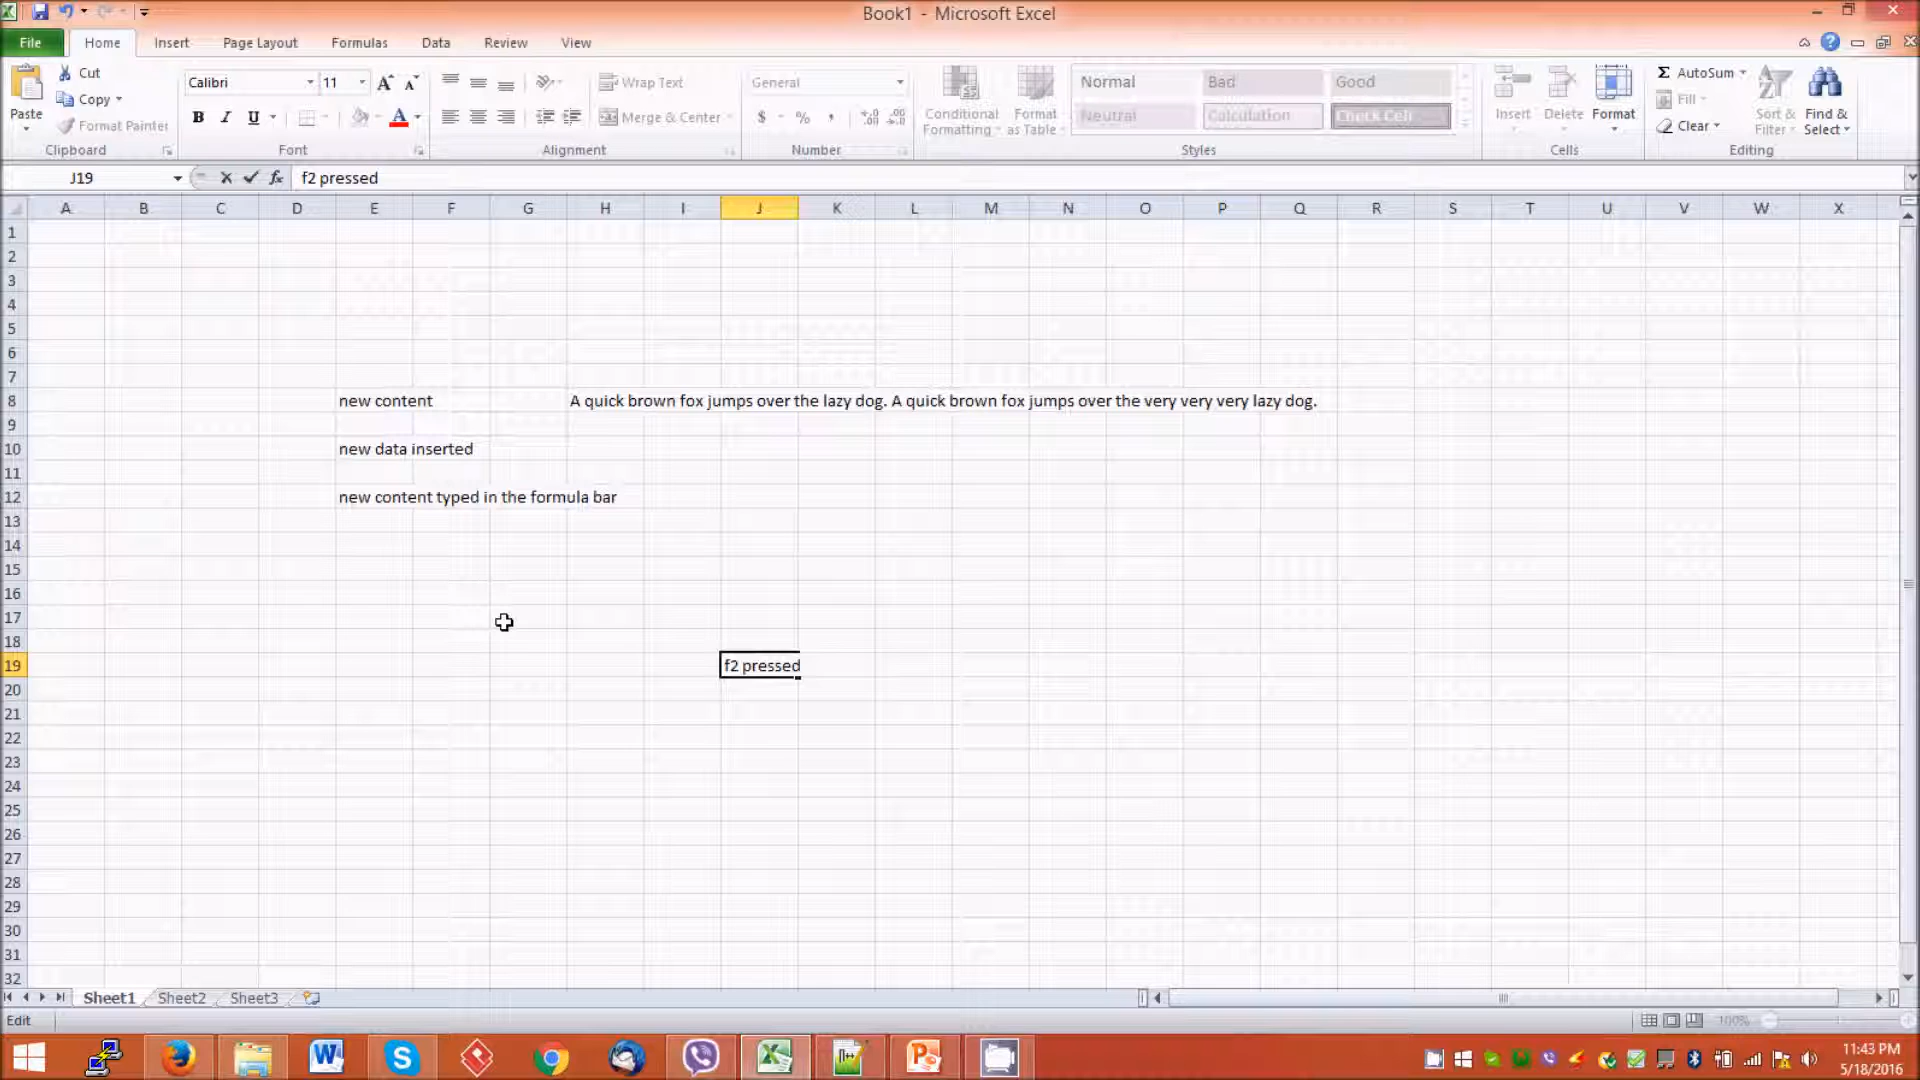 Book1 - Microsoft Excel
File Home Insert Page Layout Formulas Data Review View
Cut
Copy
Format Painter
Paste
Clipboard
Calibri 11
B I U
Font
Wrap Text
Merge & Center
Alignment
General
$ % ,
Number
Conditional Formatting
Format as Table
Normal Bad Good
Neutral Calculation Check Cell
Styles
Insert Delete Format
Cells
Σ AutoSum
Fill
Clear
Sort & Filter
Find & Select
Editing
J19 fx f2 pressed
A B C D E F G H I J K L M N O P Q R S T U V W X
1
2
3
4
5
6
7
8 new content A quick brown fox jumps over the lazy dog. A quick brown fox jumps over the very very very lazy dog.
9
10 new data inserted
11
12 new content typed in the formula bar
13
14
15
16
17
18
19 f2 pressed
20
21
22
23
24
25
26
27
28
29
30
31
32
Sheet1 Sheet2 Sheet3
Edit 100%
11:43 PM
5/18/2016